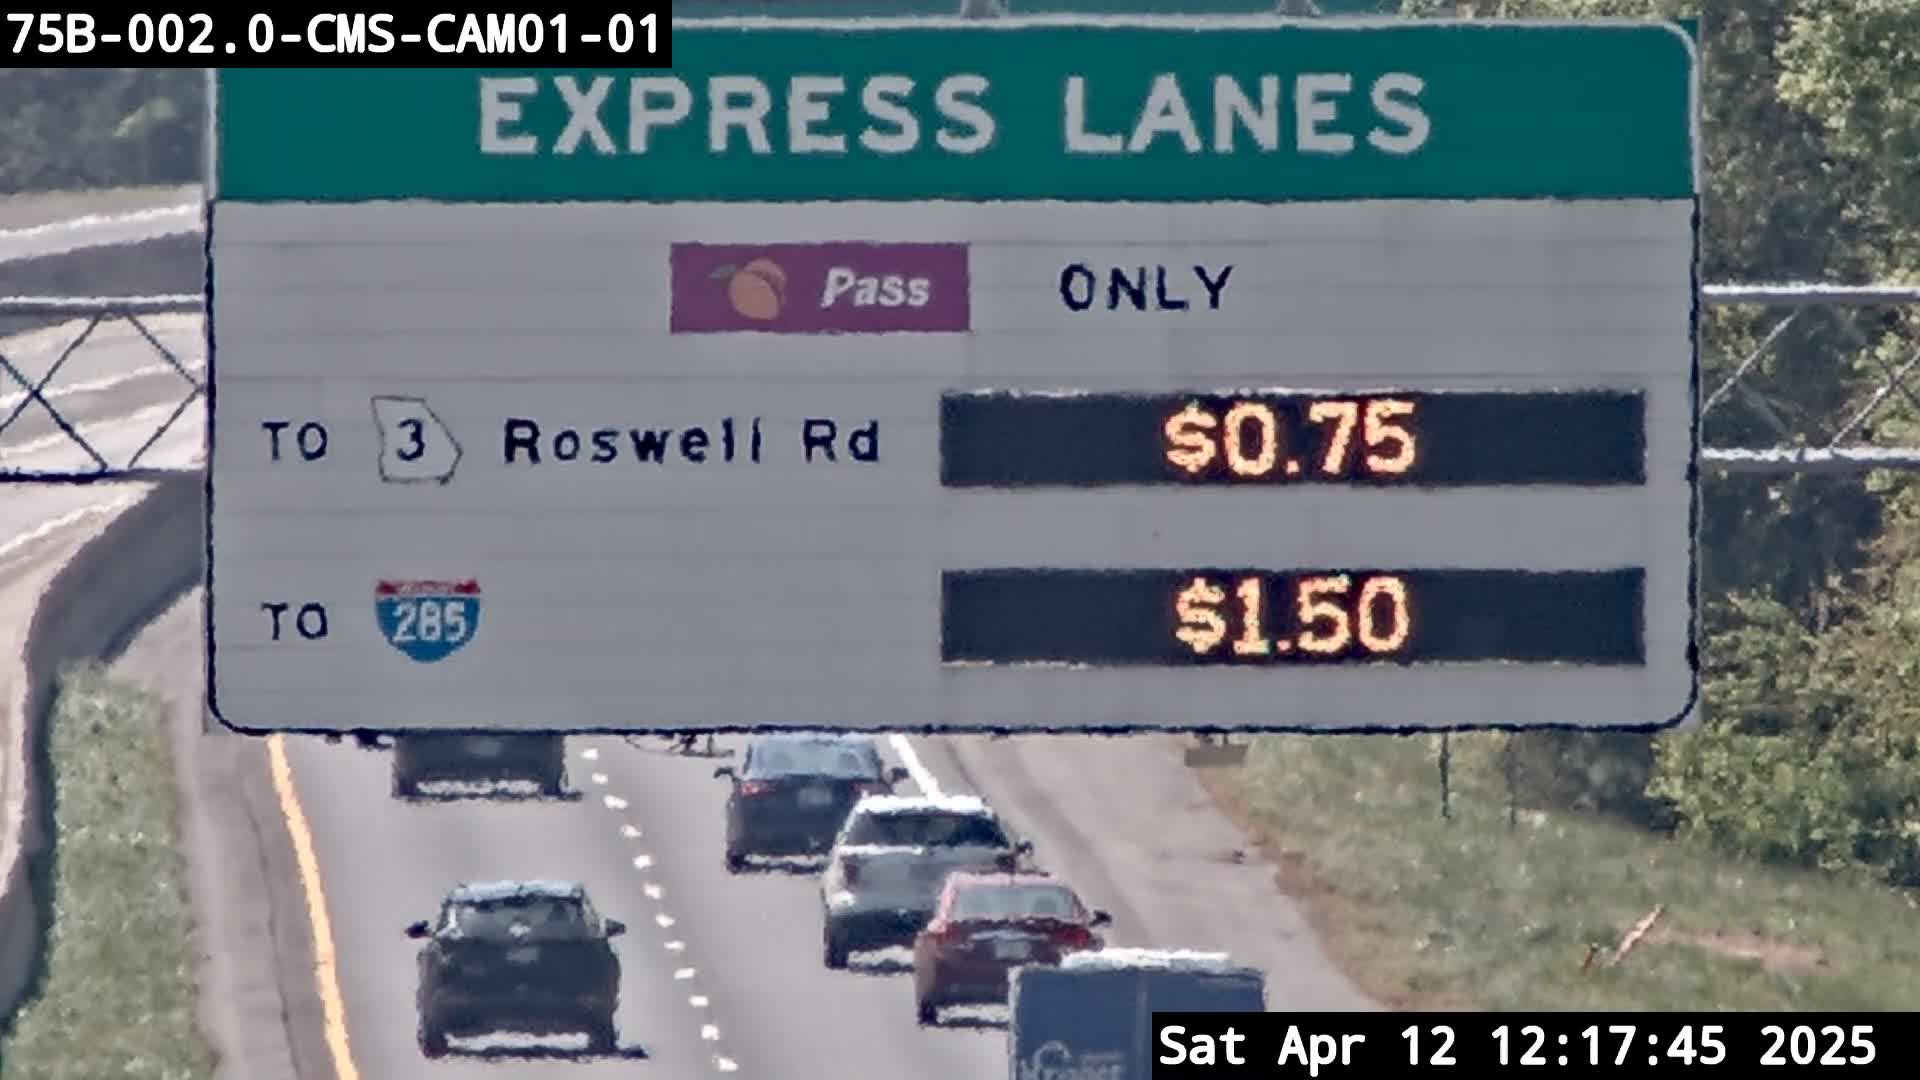 75B-002.0-CMS-CAM01-01
EXPRESS LANES
Pass ONLY
TO 3 Roswell Rd $0.75
TO 285 $1.50
Sat Apr 12 12:17:45 2025